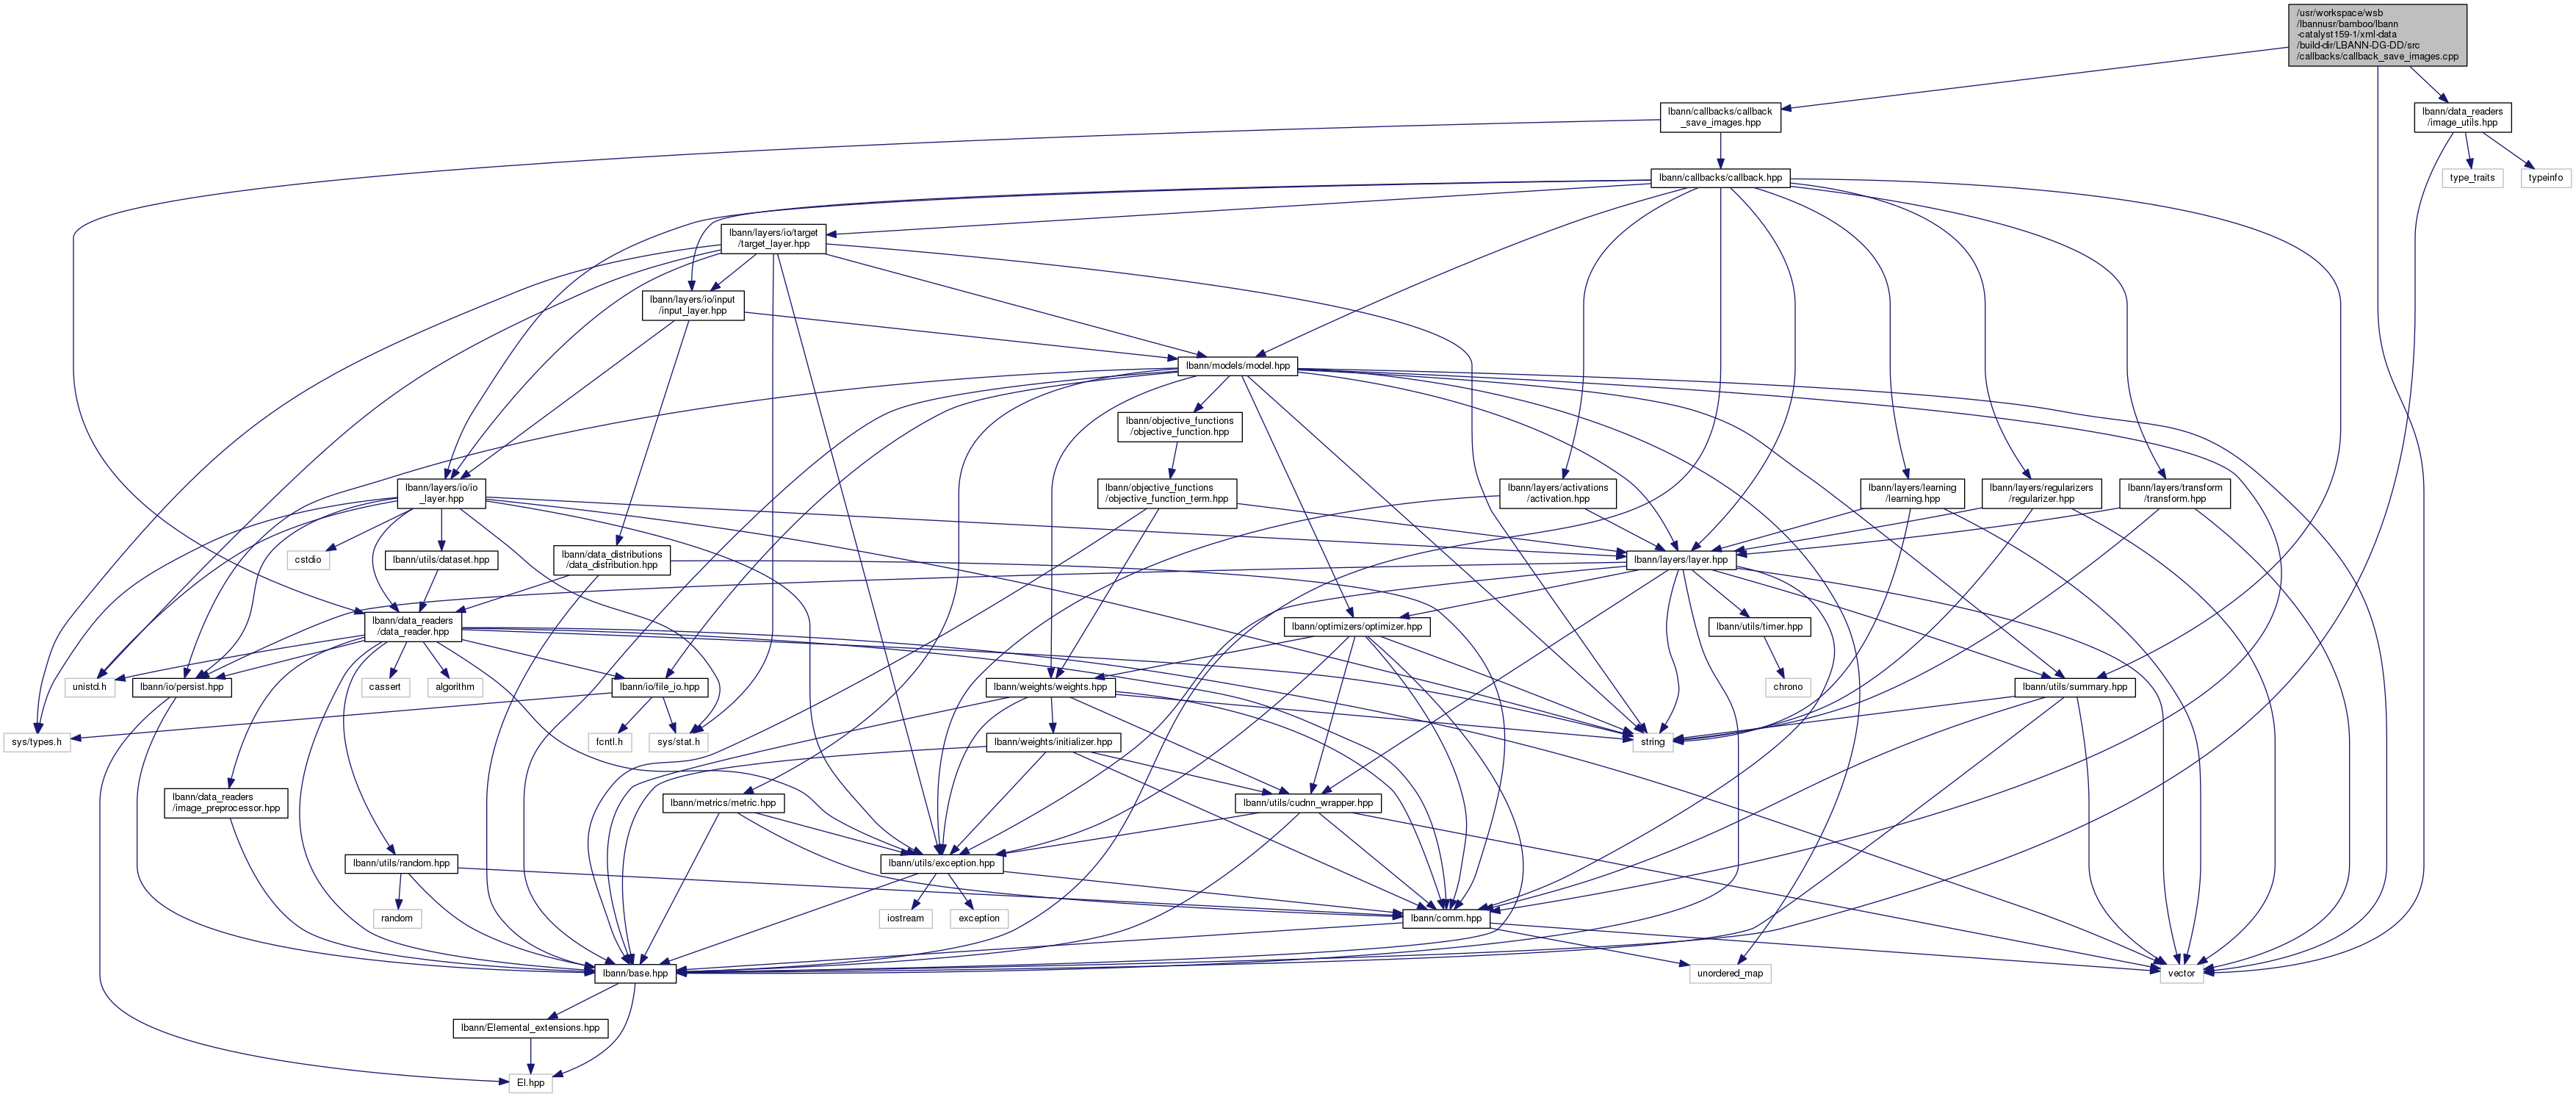 /usr/workspace/wsb
/lbannusr/bamboo/lbann
-catalyst159-1/xml-data
/build-dir/LBANN-DG-DD/src
/callbacks/callback_save_images.cpp
lbann/callbacks/callback
_save_images.hpp
lbann/data_readers
/image_utils.hpp
lbann/callbacks/callback.hpp
type_traits
typeinfo
lbann/layers/io/target
/target_layer.hpp
lbann/layers/io/input
/input_layer.hpp
lbann/models/model.hpp
lbann/objective_functions
/objective_function.hpp
lbann/layers/io/io
_layer.hpp
lbann/objective_functions
/objective_function_term.hpp
lbann/layers/activations
/activation.hpp
lbann/layers/learning
/learning.hpp
lbann/layers/regularizers
/regularizer.hpp
lbann/layers/transform
/transform.hpp
cstdio
lbann/utils/dataset.hpp
lbann/data_distributions
/data_distribution.hpp
lbann/layers/layer.hpp
lbann/data_readers
/data_reader.hpp
lbann/optimizers/optimizer.hpp
lbann/utils/timer.hpp
unistd.h
lbann/io/persist.hpp
cassert
algorithm
lbann/io/file_io.hpp
lbann/weights/weights.hpp
chrono
lbann/utils/summary.hpp
sys/types.h
fcntl.h
sys/stat.h
lbann/weights/initializer.hpp
string
lbann/data_readers
/image_preprocessor.hpp
lbann/metrics/metric.hpp
lbann/utils/cudnn_wrapper.hpp
lbann/utils/random.hpp
lbann/utils/exception.hpp
random
iostream
exception
lbann/comm.hpp
lbann/base.hpp
unordered_map
vector
lbann/Elemental_extensions.hpp
El.hpp